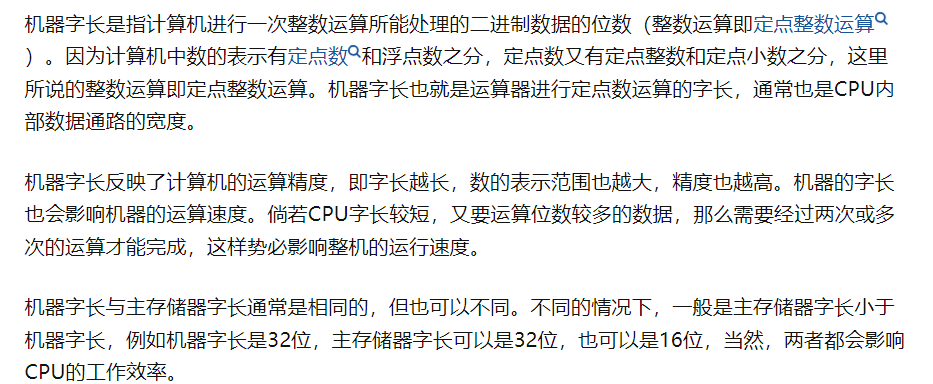 机器字长是指计算机进行一次整数运算所能处理的二进制数据的位数（整数运算即定点整数运算
）。因为计算机中数的表示有定点数和浮点数之分，定点数又有定点整数和定点小数之分，这里
所说的整数运算即定点整数运算。机器字长也就是运算器进行定点数运算的字长，通常也是CPU内
部数据通路的宽度。
机器字长反映了计算机的运算精度，即字长越长，数的表示范围也越大，精度也越高。机器的字长
也会影响机器的运算速度。倘若CPU字长较短，又要运算位数较多的数据，那么需要经过两次或多
次的运算才能完成，这样势必影响整机的运行速度。
机器字长与主存储器字长通常是相同的，但也可以不同。不同的情况下，一般是主存储器字长小于
机器字长，例如机器字长是32位，主存储器字长可以是32位，也可以是16位，当然，两者都会影响
CPU的工作效率。